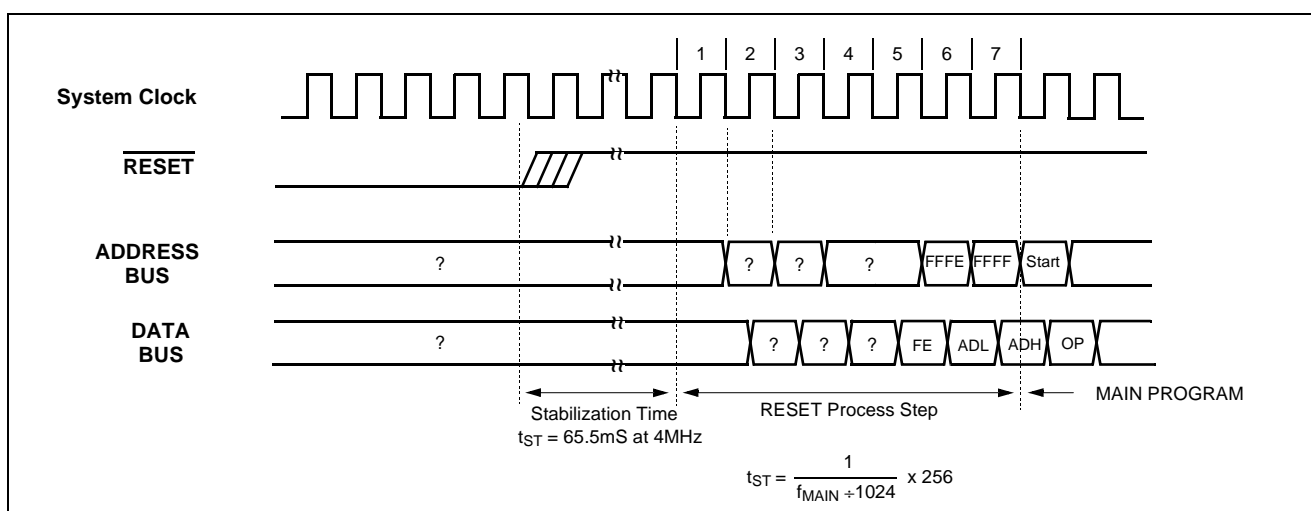 1 2 3 4 5 6 7
System Clock
RESET
ADDRESS
BUS
? ? ? ? FFFE FFFF Start
DATA
BUS
? ? ? ? FE ADL ADH OP
Stabilization Time
tST = 65.5mS at 4MHz
RESET Process Step
MAIN PROGRAM
tST = 1 / fMAIN ÷1024 x 256